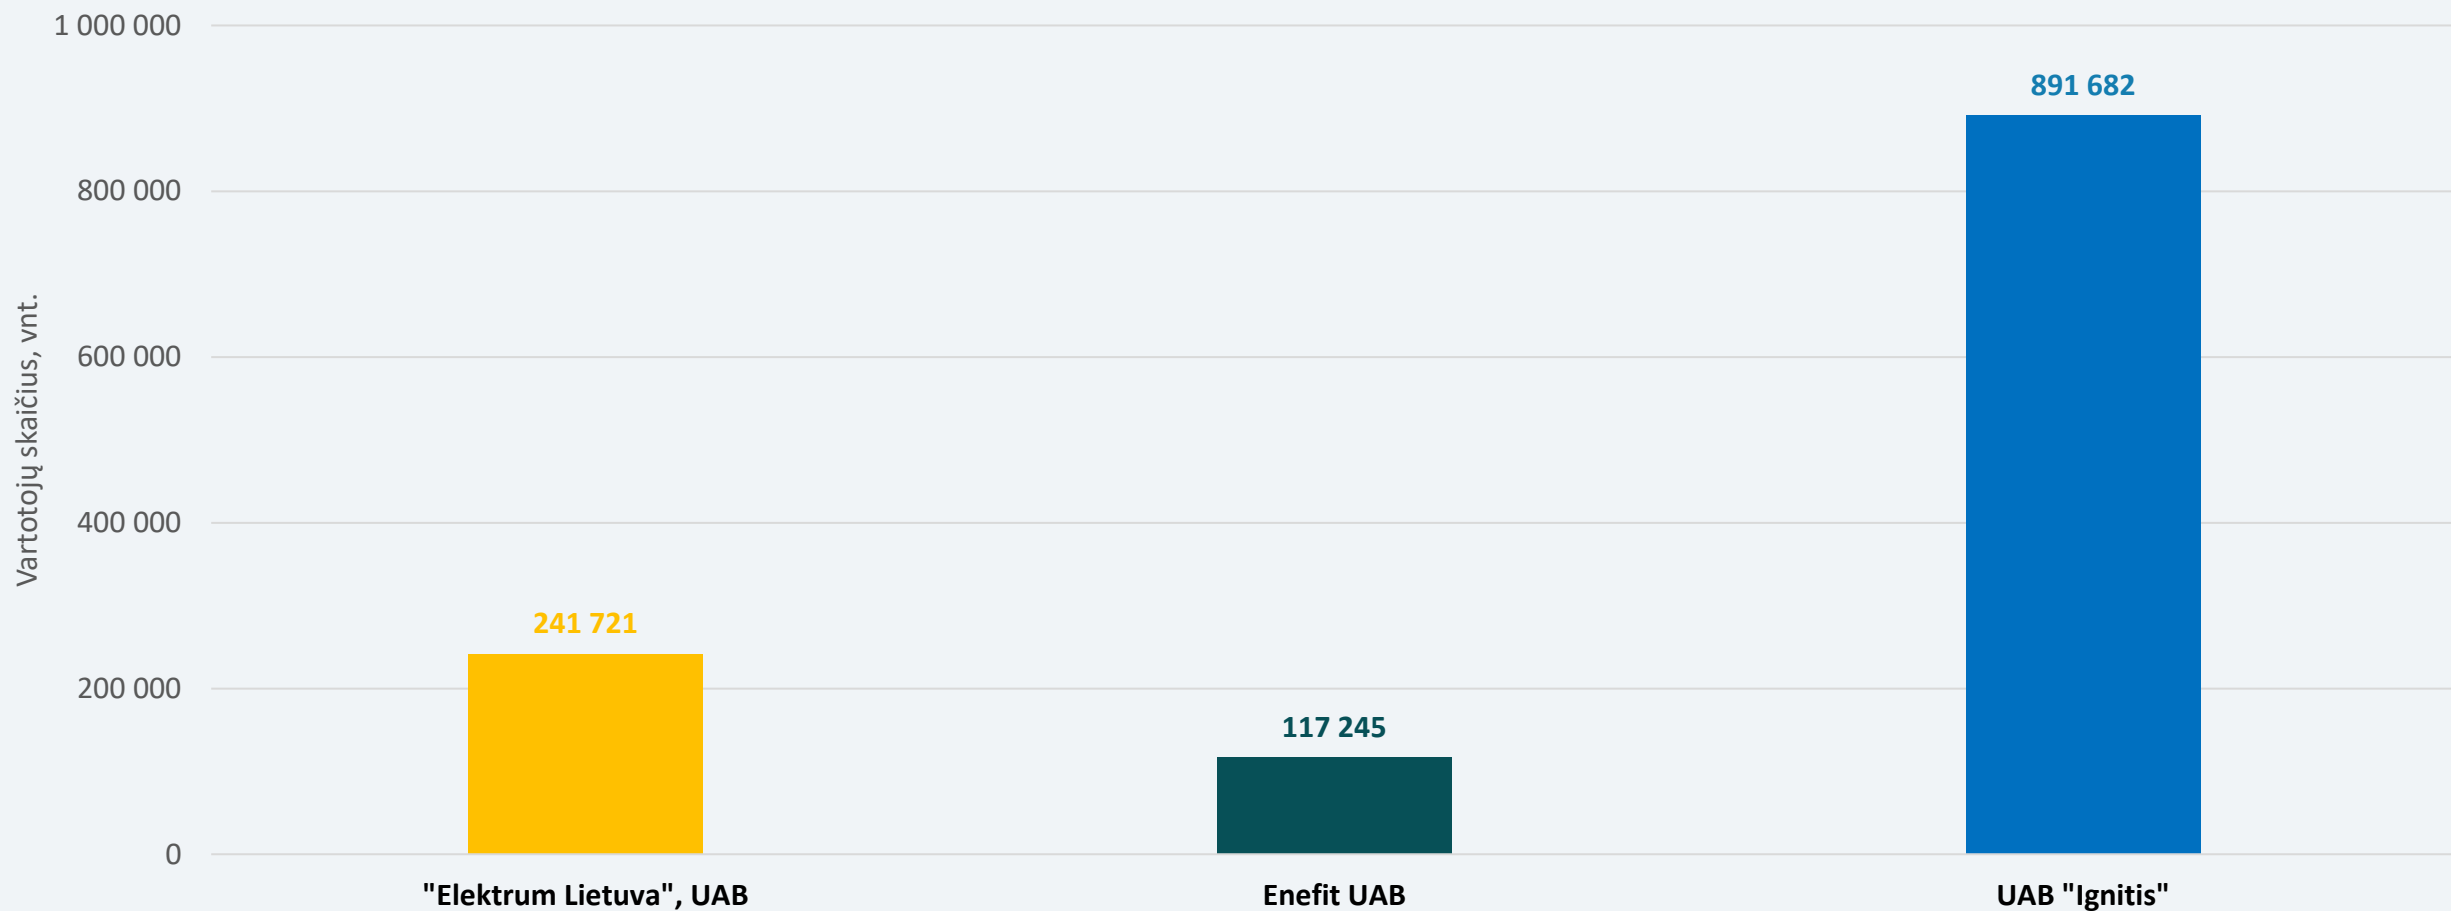 Vartotojų skaičius, vnt.
1 000 000
800 000
600 000
400 000
200 000
0
891 682
241 721
117 245
"Elektrum Lietuva", UAB
Enefit UAB
UAB "Ignitis"